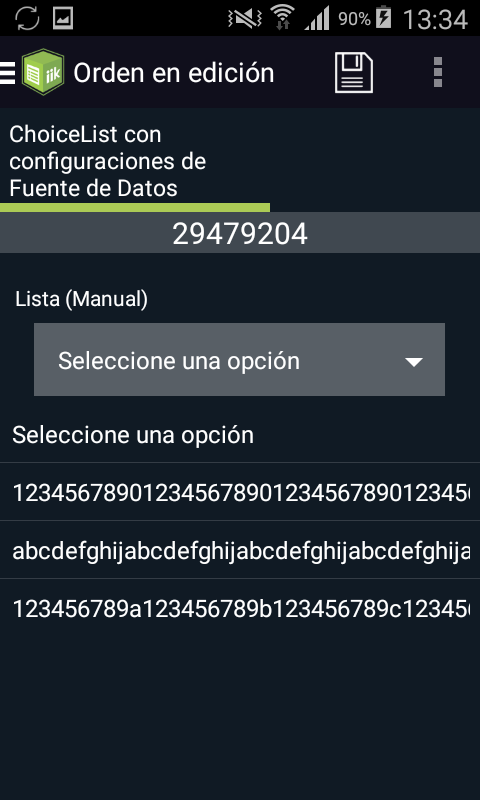 90% 13:34
iik Orden en edición
ChoiceList con
configuraciones de
Fuente de Datos
29479204
Lista (Manual)
Seleccione una opción
Seleccione una opción
123456789012345678901234567890123456
abcdefghijabcdefghijabcdefghijabcdefghija
123456789a123456789b123456789c123456